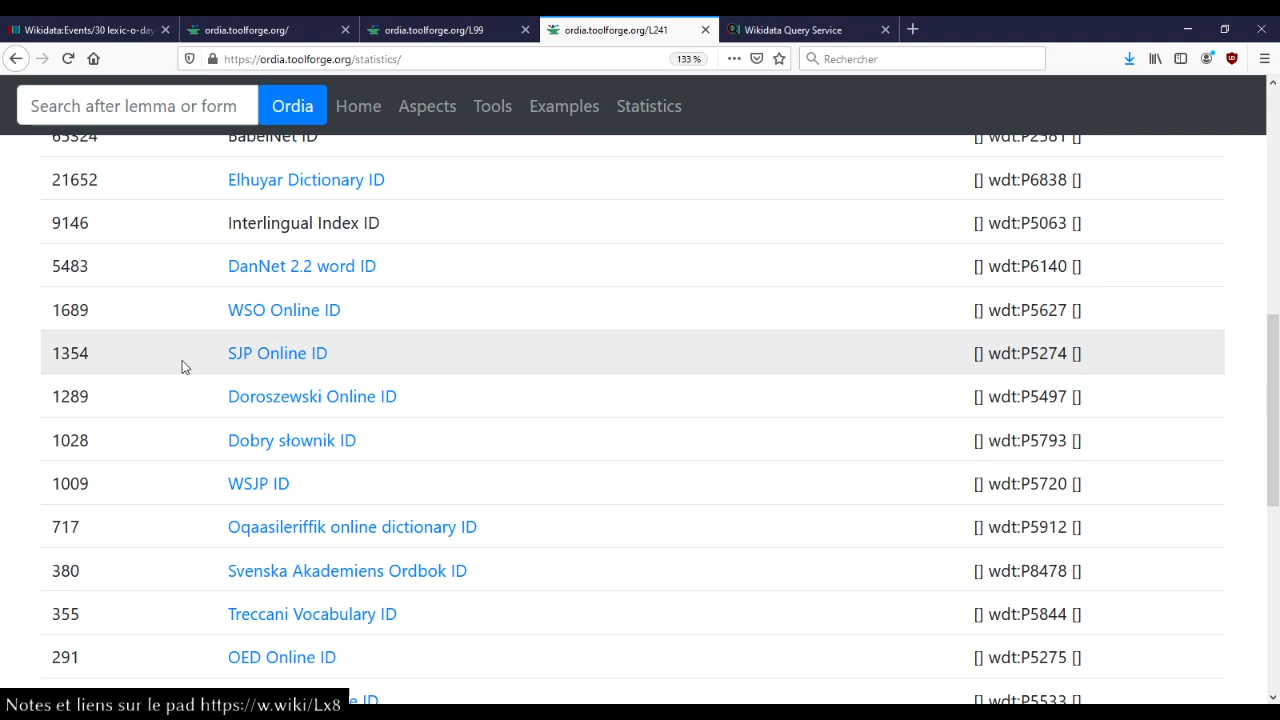 Wikidata:Events/30 lexic-o-day
ordia.toolforge.org/
ordia.toolforge.org/L99
ordia.toolforge.org/L241
Wikidata Query Service
https://ordia.toolforge.org/statistics/
133 %
Rechercher
Search after lemma or form
Ordia
Home
Aspects
Tools
Examples
Statistics
65324 BabelNet ID [] wdt:P2581 []
21652 Elhuyar Dictionary ID [] wdt:P6838 []
9146 Interlingual Index ID [] wdt:P5063 []
5483 DanNet 2.2 word ID [] wdt:P6140 []
1689 WSO Online ID [] wdt:P5627 []
1354 SJP Online ID [] wdt:P5274 []
1289 Doroszewski Online ID [] wdt:P5497 []
1028 Dobry słownik ID [] wdt:P5793 []
1009 WSJP ID [] wdt:P5720 []
717 Oqaasileriffik online dictionary ID [] wdt:P5912 []
380 Svenska Akademiens Ordbok ID [] wdt:P8478 []
355 Treccani Vocabulary ID [] wdt:P5844 []
291 OED Online ID [] wdt:P5275 []
e ID [] wdt:P5533 []
Notes et liens sur le pad https://w.wiki/Lx8